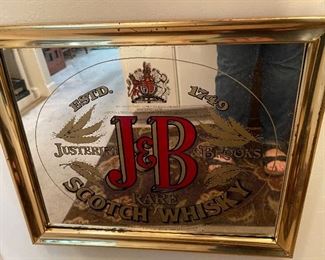 ESTD. 1749
JUSTERINI & BROOKS
J&B
RARE
SCOTCH WHISKY